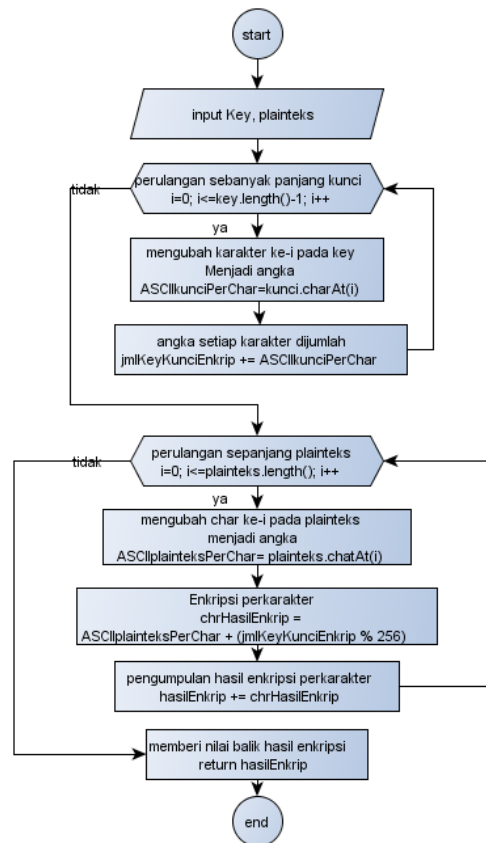 start
input Key, plainteks
perulangan sebanyak panjang kunci
i=0; i<=key.length()-1; i++
tidak
ya
mengubah karakter ke-i pada key
Menjadi angka
ASCIIkunciPerChar=kunci.charAt(i)
angka setiap karakter dijumlah
jmlKeyKunciEnkrip += ASCIIkunciPerChar
perulangan sepanjang plainteks
i=0; i<=plainteks.length(); i++
tidak
ya
mengubah char ke-i pada plainteks
menjadi angka
ASCIIplainteksPerChar= plainteks.chatAt(i)
Enkripsi perkarakter
chrHasilEnkrip =
ASCIIplainteksPerChar + (jmlKeyKunciEnkrip % 256)
pengumpulan hasil enkripsi perkarakter
hasilEnkrip += chrHasilEnkrip
memberi nilai balik hasil enkripsi
return hasilEnkrip
end